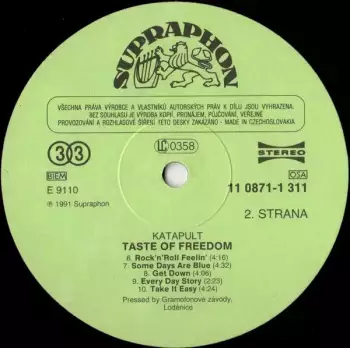 SUPRAPHON
VŠECHNA PRÁVA VÝROBCE A VLASTNÍKŮ AUTORSKÝCH PRÁV K DÍLU JSOU VYHRAZENA.
BEZ SOUHLASU JE VÝROBA KOPIÍ, PRONÁJEM, PŮJČOVÁNÍ, VEŘEJNÉ
PROVOZOVÁNÍ A ROZHLASOVÉ ŠÍŘENÍ TÉTO DESKY ZAKÁZÁNO - MADE IN CZECHOSLOVAKIA
33
LC 0358
STEREO
BIEM
OSA
E 9110
11 0871-1 311
℗ 1991 Supraphon
2. STRANA
KATAPULT
TASTE OF FREEDOM
6. Rock'n'Roll Feelin' (4:16)
7. Some Days Are Blue (4:32)
8. Get Down (4:06)
9. Every Day Story (2:23)
10. Take It Easy (4:24)
Pressed by Gramofonové závody,
Loděnice